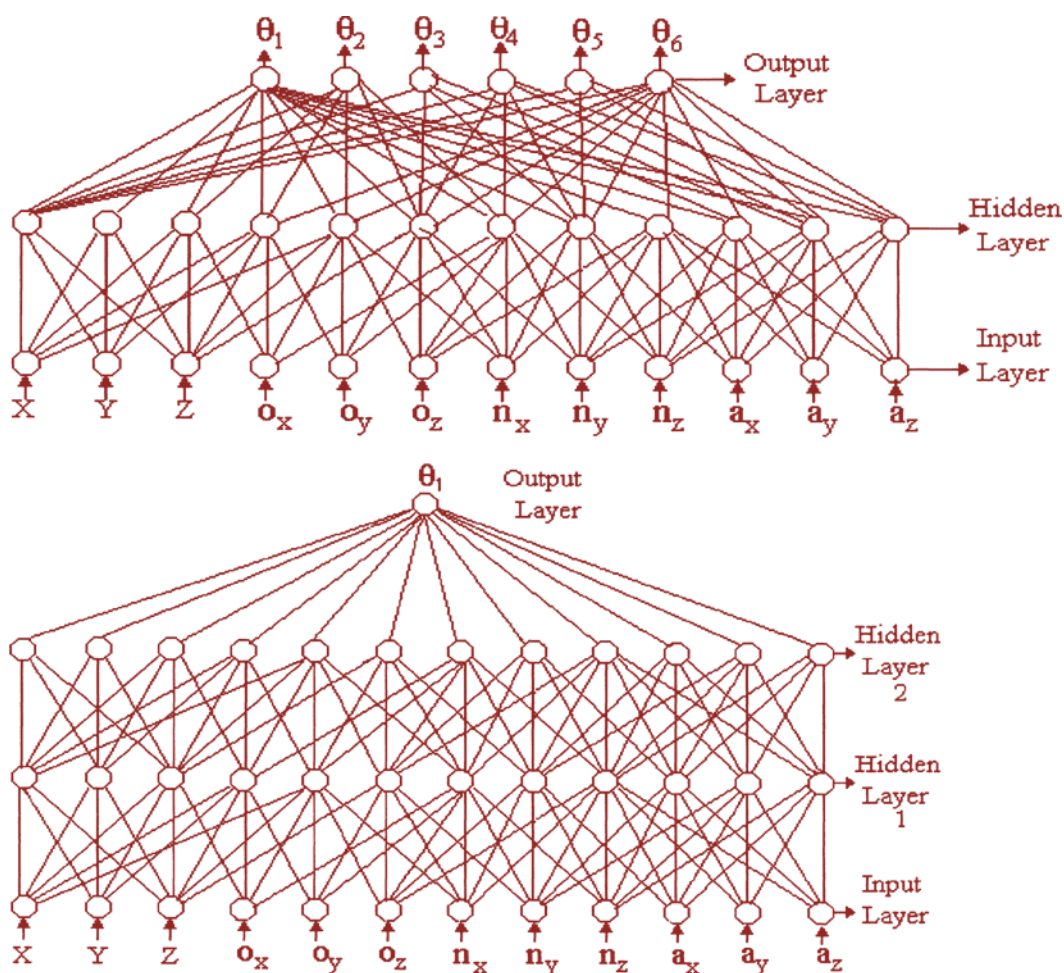 θ1 θ2 θ3 θ4 θ5 θ6
Output
Layer
Hidden
Layer
Input
Layer
X Y Z ox oy oz nx ny nz ax ay az
θ1
Output
Layer
Hidden
Layer
2
Hidden
Layer
1
Input
Layer
X Y Z ox oy oz nx ny nz ax ay az